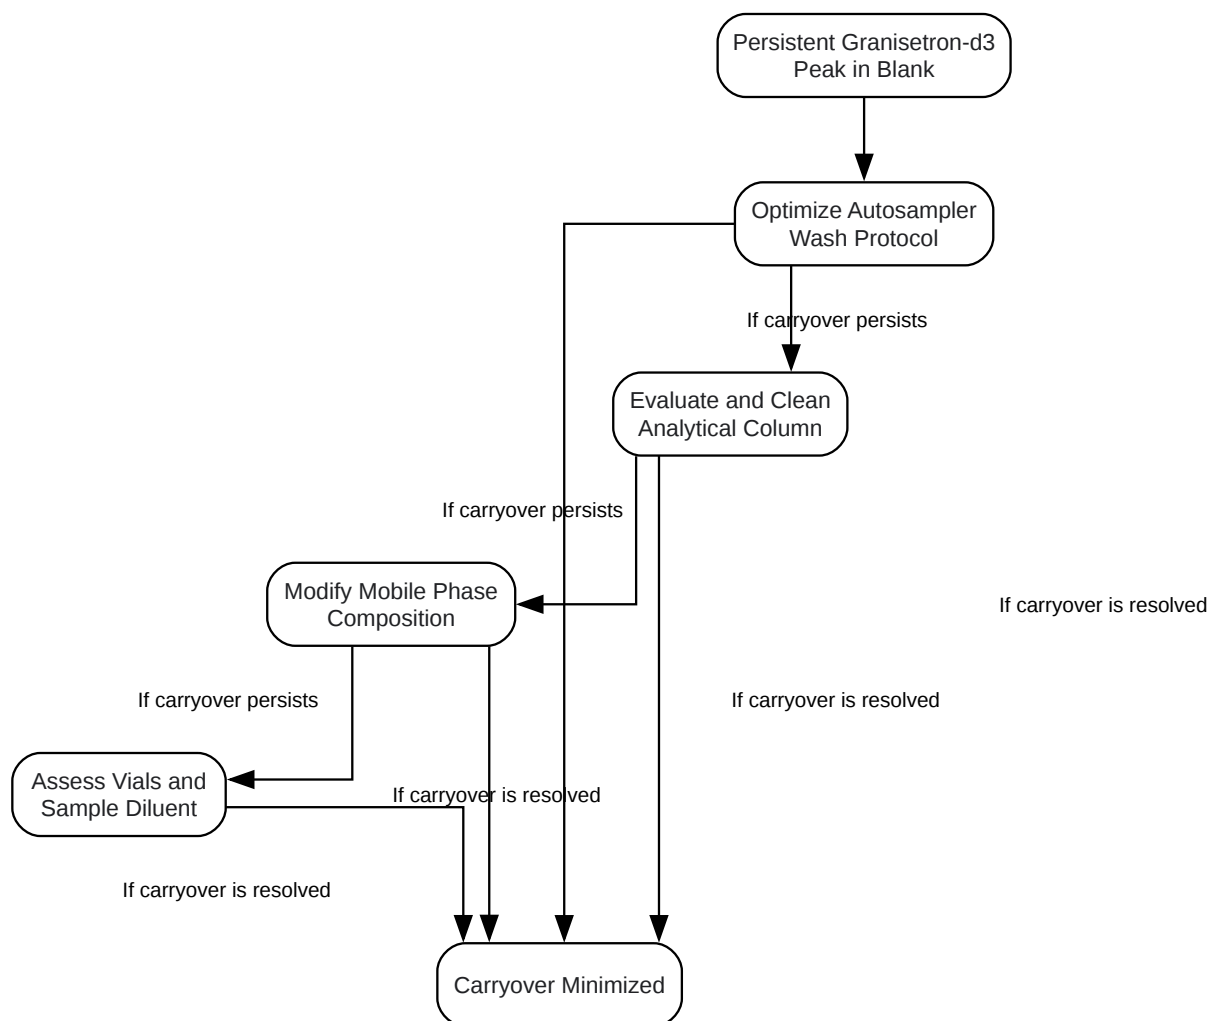 Persistent Granisetron-d3
Peak in Blank
Optimize Autosampler
Wash Protocol
If carryover persists
Evaluate and Clean
Analytical Column
If carryover persists
Modify Mobile Phase
Composition
If carryover is resolved
If carryover persists
If carryover is resolved
Assess Vials and
Sample Diluent
If carryover is resolved
If carryover is resolved
Carryover Minimized